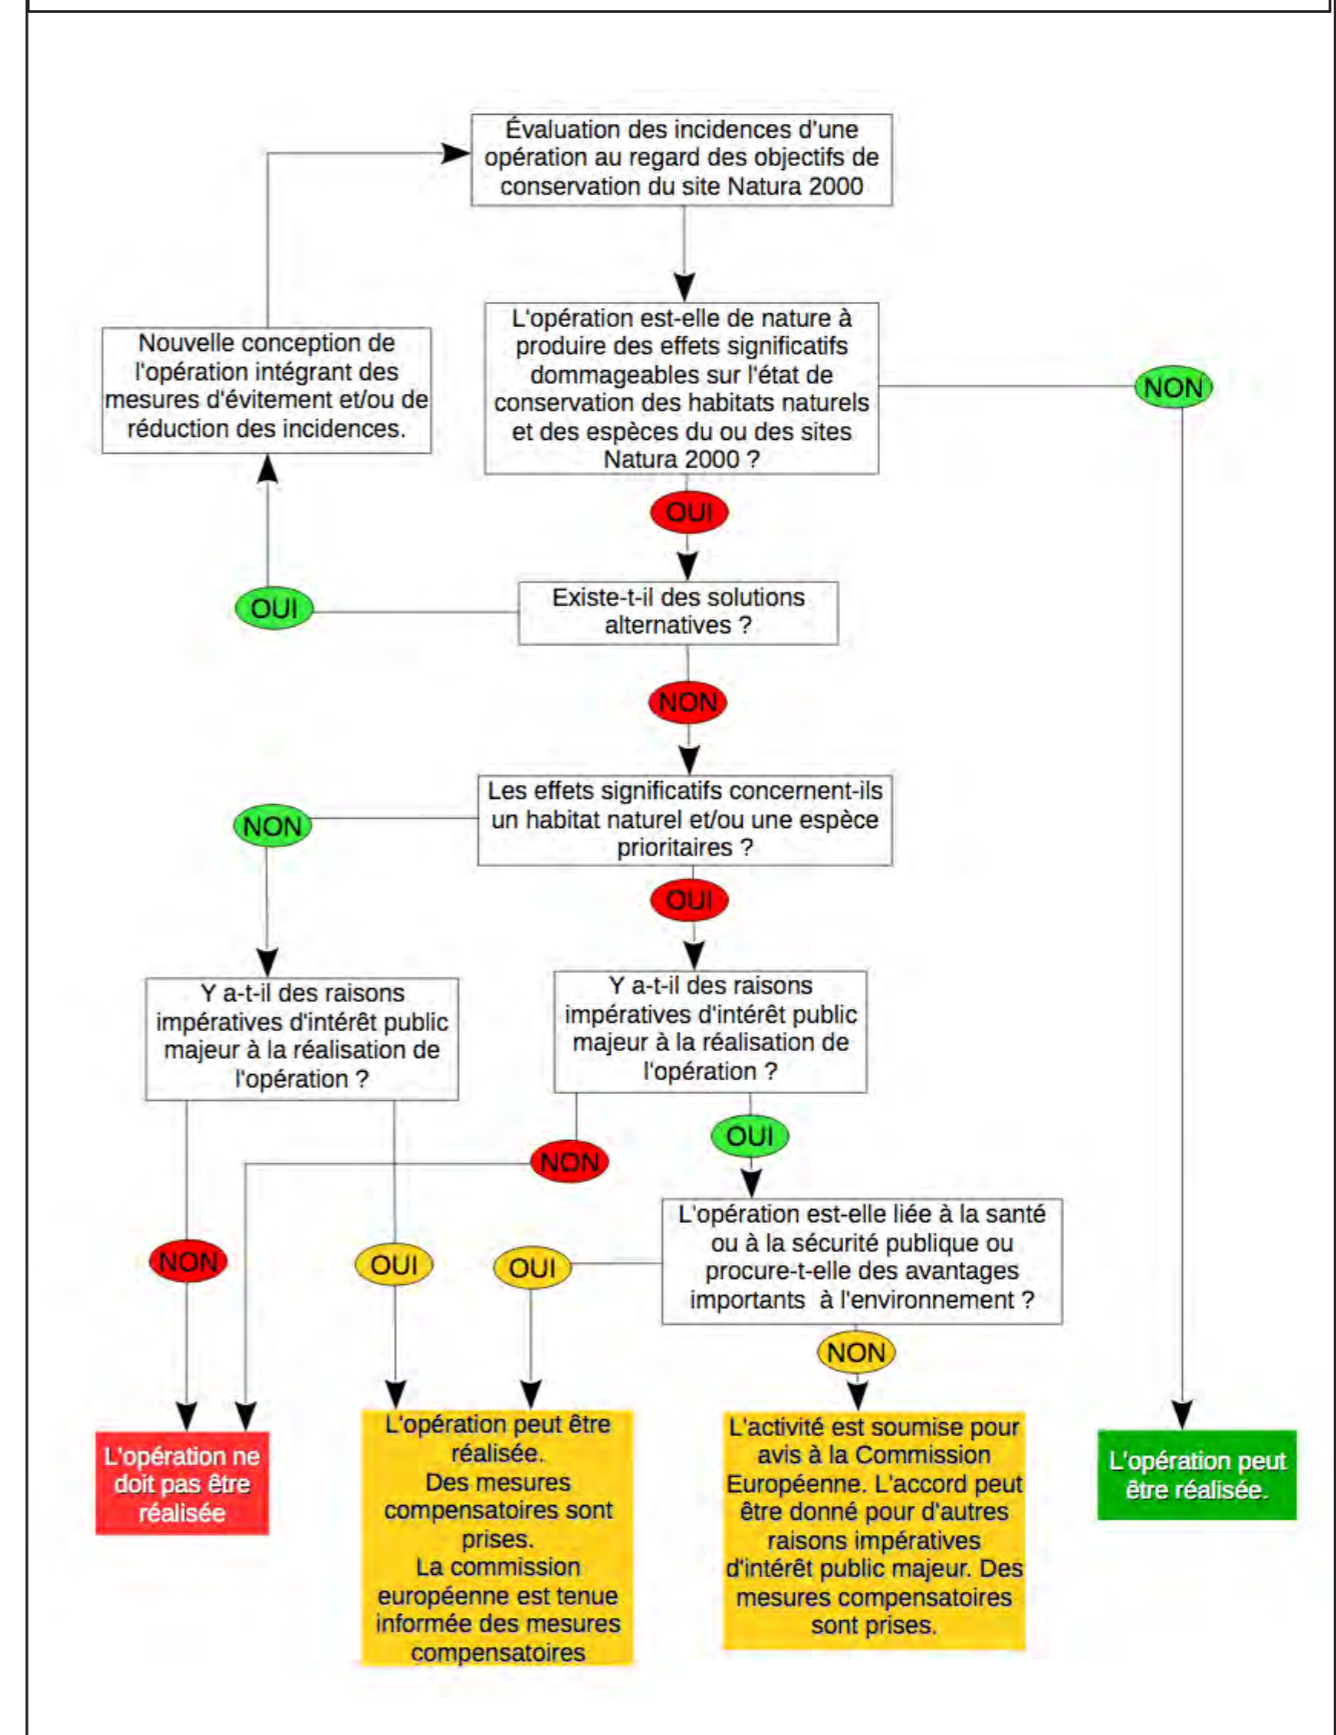 Évaluation des incidences d'une
opération au regard des objectifs de
conservation du site Natura 2000
Nouvelle conception de
l'opération intégrant des
mesures d'évitement et/ou de
réduction des incidences.
L'opération est-elle de nature à
produire des effets significatifs
dommageables sur l'état de
conservation des habitats naturels
et des espèces du ou des sites
Natura 2000 ?
NON
OUI
Existe-t-il des solutions
alternatives ?
OUI
NON
Les effets significatifs concernent-ils
un habitat naturel et/ou une espèce
prioritaires ?
NON
OUI
Y a-t-il des raisons
impératives d'intérêt public
majeur à la réalisation de
l'opération ?
Y a-t-il des raisons
impératives d'intérêt public
majeur à la réalisation de
l'opération ?
OUI
NON
L'opération est-elle liée à la santé
ou à la sécurité publique ou
procure-t-elle des avantages
importants à l'environnement ?
NON
OUI
OUI
NON
L'opération ne
doit pas être
réalisée
L'opération peut être
réalisée.
Des mesures
compensatoires sont
prises.
La commission
européenne est tenue
informée des mesures
compensatoires
L'activité est soumise pour
avis à la Commission
Européenne. L'accord peut
être donné pour d'autres
raisons impératives
d'intérêt public majeur. Des
mesures compensatoires
sont prises.
L'opération peut
être réalisée.